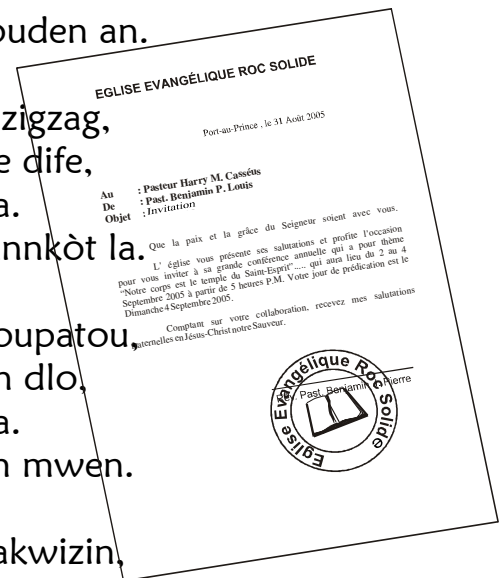 ouden an.
zigzag,
e dife,
a.
nnkòt la.
oupatou,
n dlo,
a.
n mwen.
akwizin,
EGLISE EVANGÉLIQUE ROC SOLIDE
Port-au-Prince , le 31 Août 2005
Au : Pasteur Harry M. Casséus
De : Past. Benjamin P. Louis
Objet : Invitation
Que la paix et la grâce du Seigneur soient avec vous.
L' église vous présente ses salutations et profite l'occasion
pour vous inviter à sa grande conférence annuelle qui a pour thème
"Notre corps est le temple du Saint-Esprit"..... qui aura lieu du 2 au 4
Septembre 2005 à partir de 5 heures P.M. Votre jour de prédication est le
Dimanche 4 Septembre 2005.
Comptant sur votre collaboration, recevez mes salutations
fraternelles en Jésus-Christ notre Sauveur.
Past. Benjamin Pierre
Eglise Evangélique Roc Solide